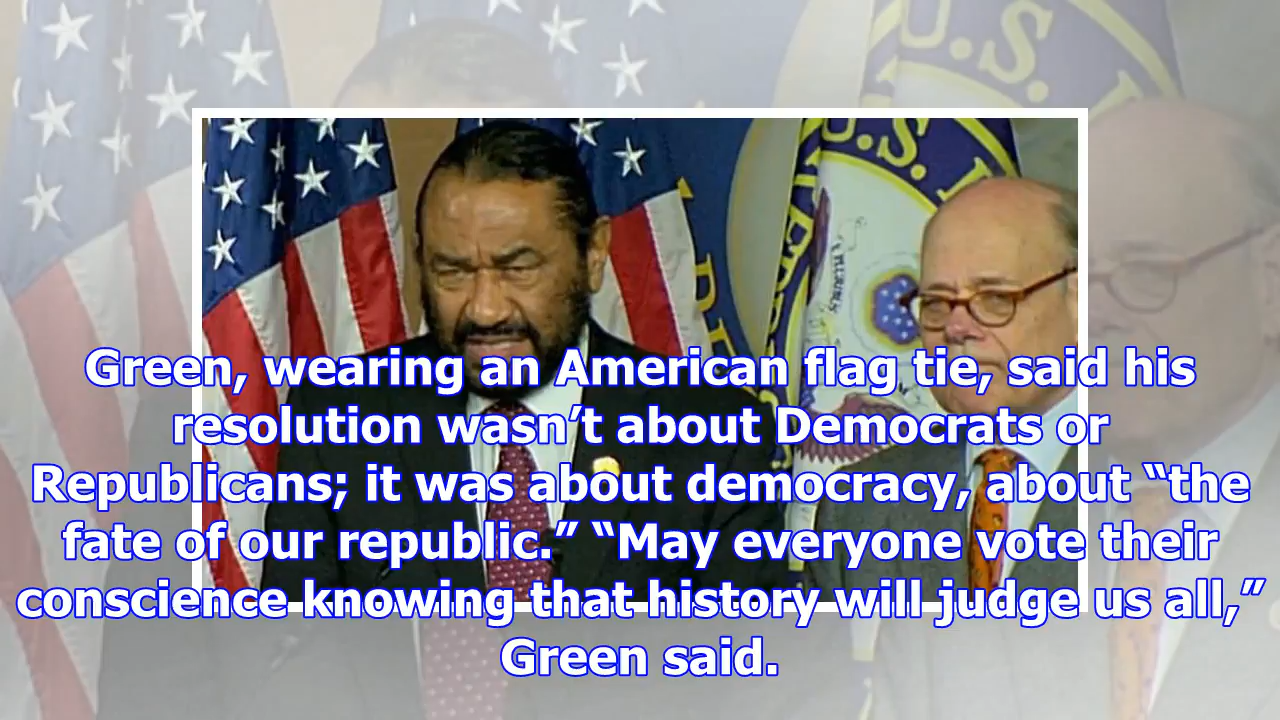 U.S.
U.S.
PLURIBUS
Green, wearing an American flag tie, said his
resolution wasn’t about Democrats or
Republicans; it was about democracy, about “the
fate of our republic.” “May everyone vote their
conscience knowing that history will judge us all,”
Green said.